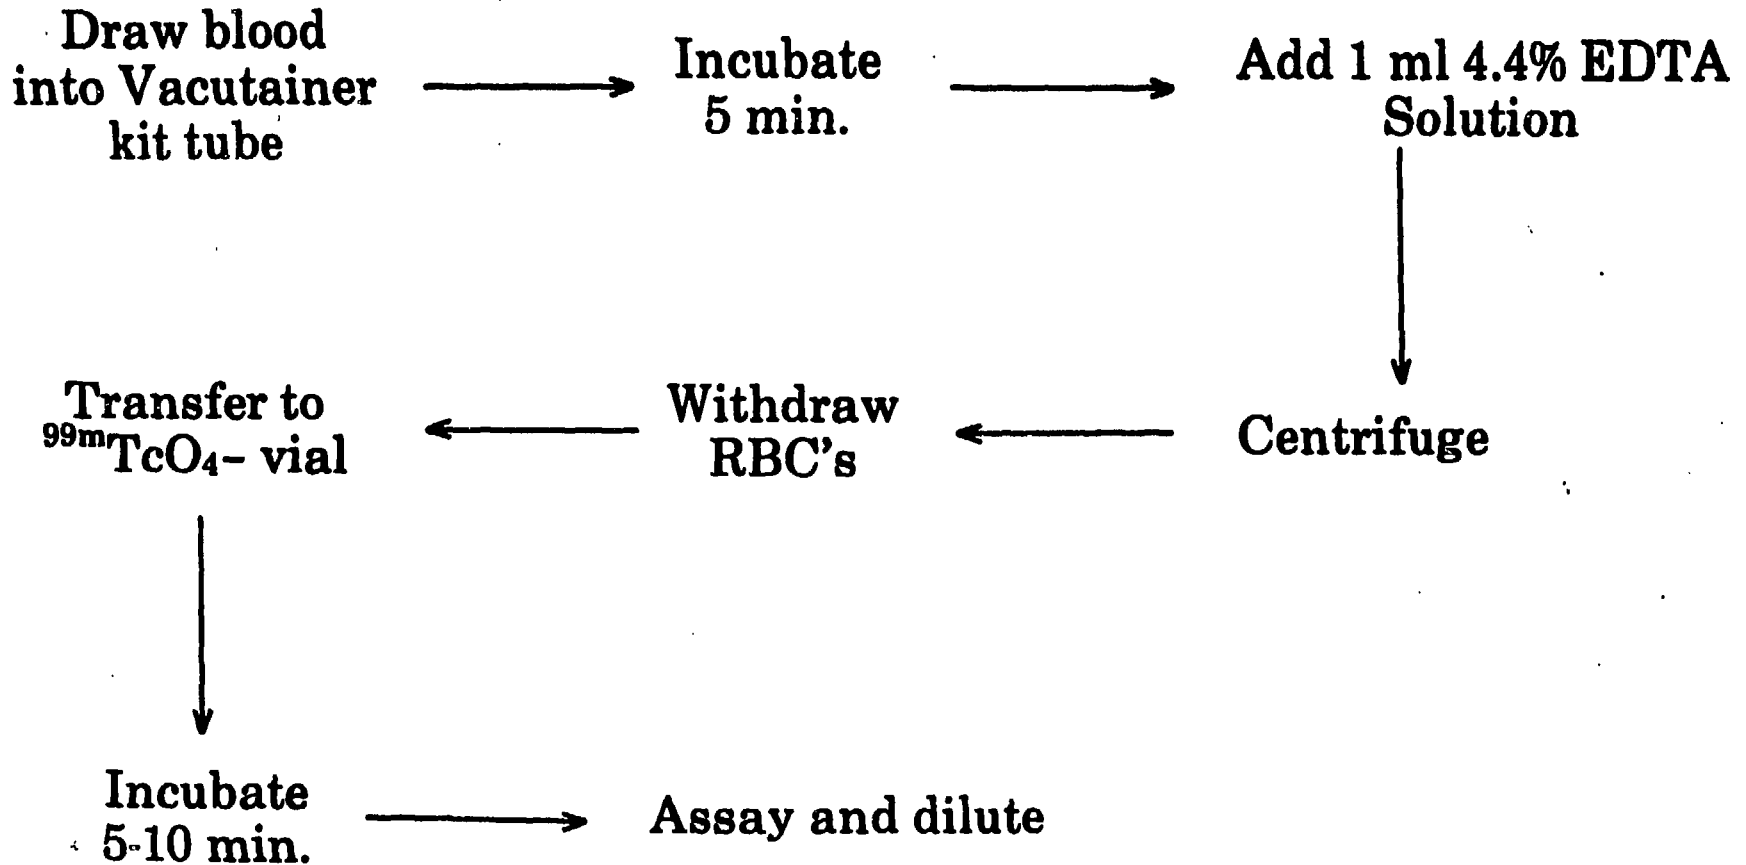 Draw blood
into Vacutainer
kit tube
Incubate
5 min.
Add 1 ml 4.4% EDTA
Solution
Centrifuge
Withdraw
RBC's
Transfer to
99mTcO4- vial
Incubate
5-10 min.
Assay and dilute